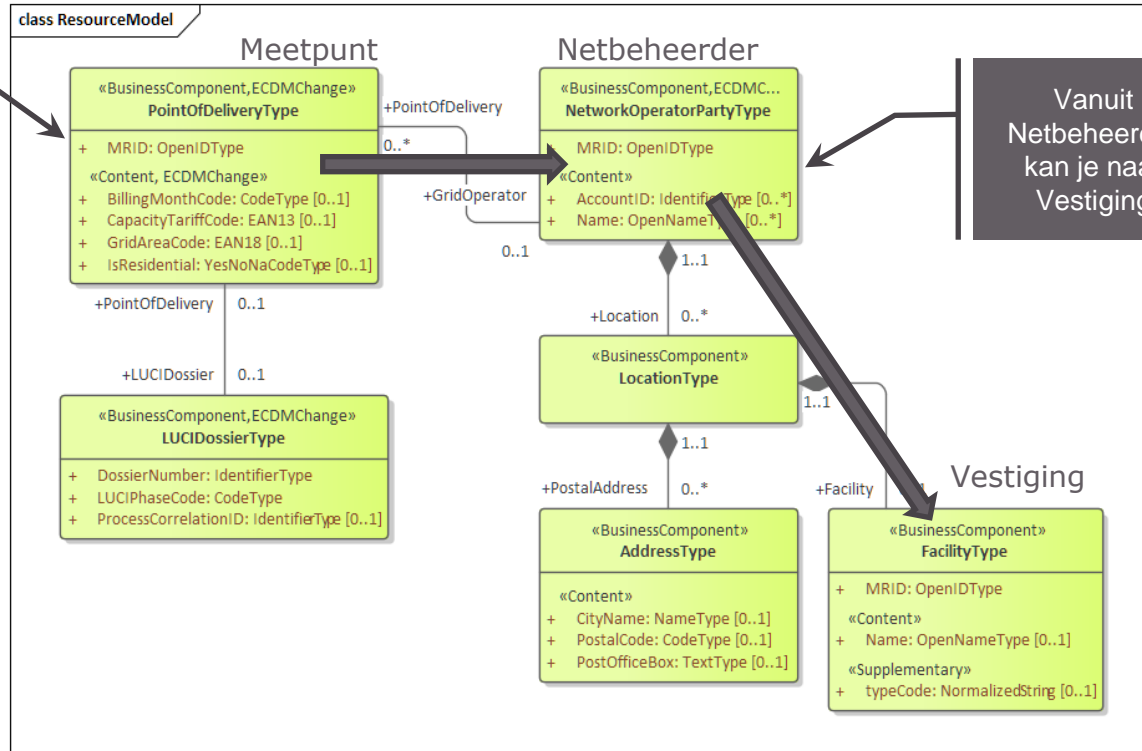 class ResourceModel
Meetpunt
Netbeheerder
«BusinessComponent,ECDMChange»
PointOfDeliveryType
+ MRID: OpenIDType
«Content, ECDMChange»
+ BillingMonthCode: CodeType [0..1]
+ CapacityTariffCode: EAN13 [0..1]
+ GridAreaCode: EAN18 [0..1]
+ IsResidential: YesNoNaCodeType [0..1]
+PointOfDelivery
0..*
+GridOperator
0..1
«BusinessComponent,ECDMC...
NetworkOperatorPartyType
MRID: OpenIDType
«Content»
+ AccountID: IdentifierType [0..*]
+ Name: OpenNameType [0..*]
Vanuit
Netbeheerd
kan je naa
Vestiging
+PointOfDelivery 0..1
+LUCIDossier 0..1
«BusinessComponent,ECDMChange»
LUCIDossierType
+ DossierNumber: IdentifierType
+ LUCIPhaseCode: CodeType
+ ProcessCorrelationID: IdentifierType [0..1]
1..1
+Location 0..*
«BusinessComponent»
LocationType
1..1
1..1
+PostalAddress 0..*
+Facility
Vestiging
«BusinessComponent»
AddressType
«Content»
+ CityName: NameType [0..1]
+ PostalCode: CodeType [0..1]
+ PostOfficeBox: TextType [0..1]
«BusinessComponent»
FacilityType
+ MRID: OpenIDType
«Content»
+ Name: OpenNameType [0..1]
«Supplementary»
+ typeCode: NormalizedString [0..1]